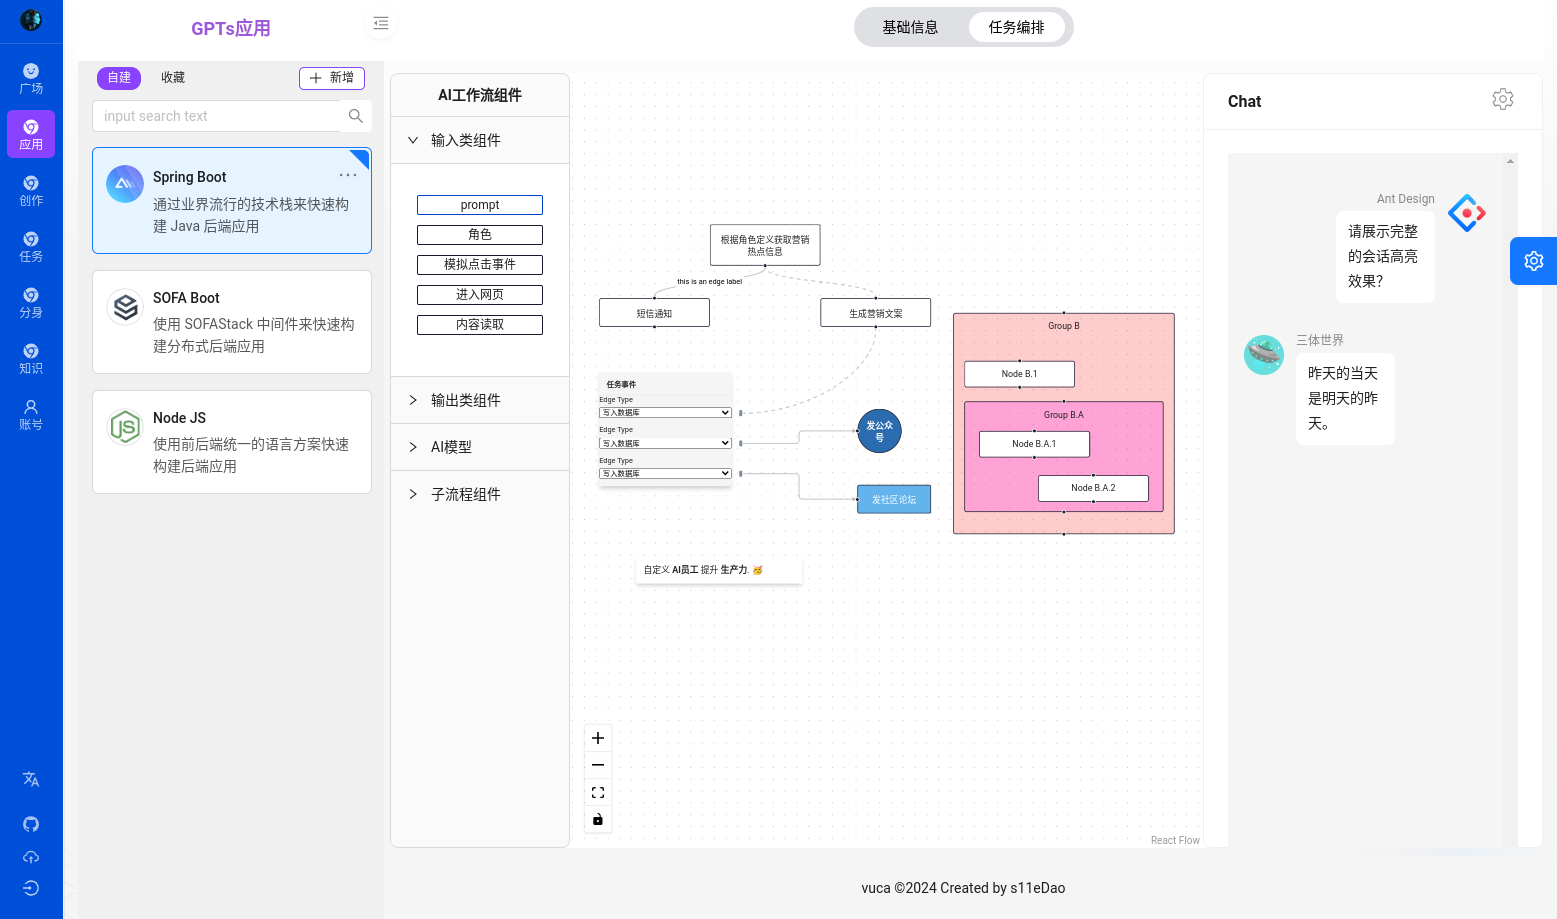 GPTs应用
基础信息
任务编排
广场
应用
创作
任务
分身
知识
账号
自建
收藏
新增
input search text
Spring Boot
通过业界流行的技术栈来快速构
建 Java 后端应用
SOFA Boot
使用 SOFAStack 中间件来快速构
建分布式后端应用
Node JS
使用前后端统一的语言方案快速
构建后端应用
AI工作流组件
输入类组件
prompt
角色
模拟点击事件
进入网页
内容读取
输出类组件
AI模型
子流程组件
根据角色定义获取营销
热点信息
this is an edge label
短信通知
生成营销文案
任务事件
Edge Type
写入数据库
Edge Type
写入数据库
Edge Type
写入数据库
发公众
号
发社区论坛
Group B
Node B.1
Group B.A
Node B.A.1
Node B.A.2
自定义 AI员工 提升 生产力. 🥳
React Flow
Chat
Ant Design
请展示完整
的会话高亮
效果?
三体世界
昨天的当天
是明天的昨
天。
vuca ©2024 Created by s11eDao